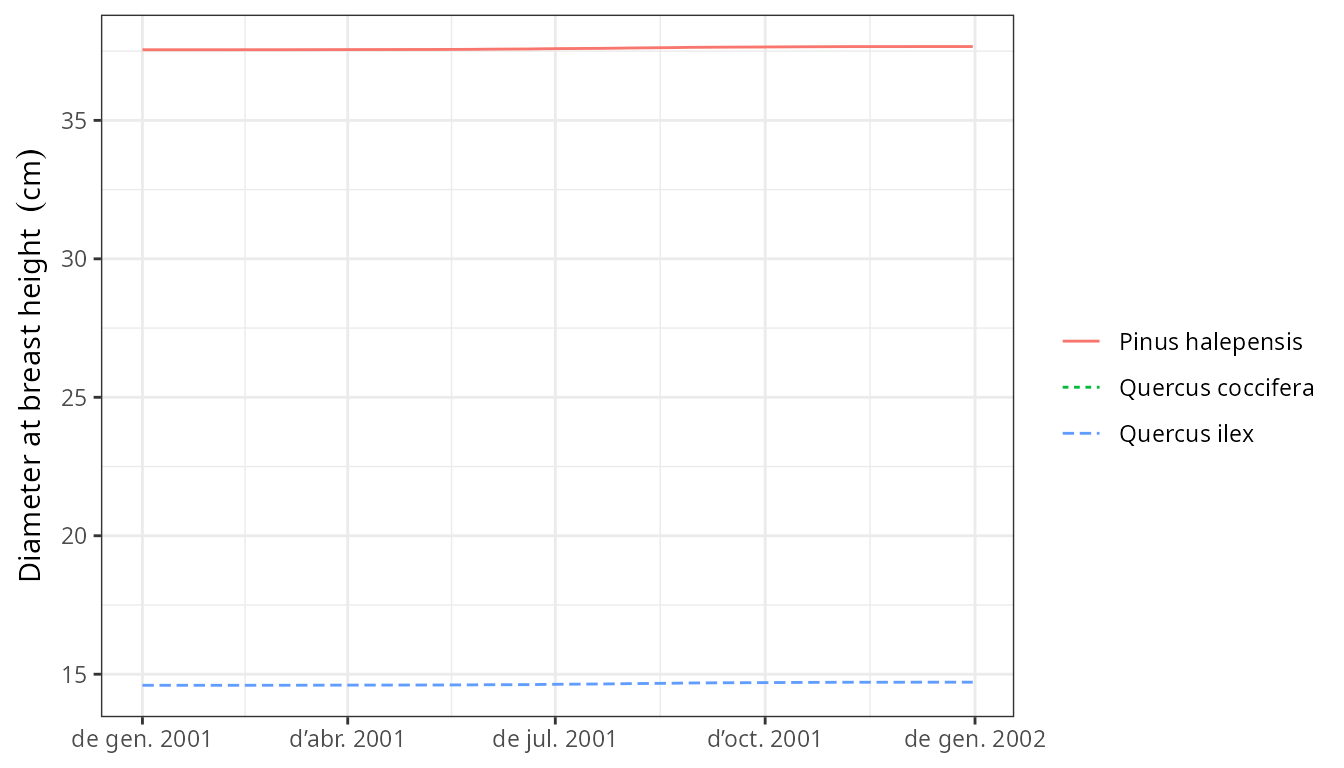 Diameter at breast height (cm)
35
30
25
20
15
de gen. 2001
d’abr. 2001
de jul. 2001
d’oct. 2001
de gen. 2002
Pinus halepensis
Quercus coccifera
Quercus ilex